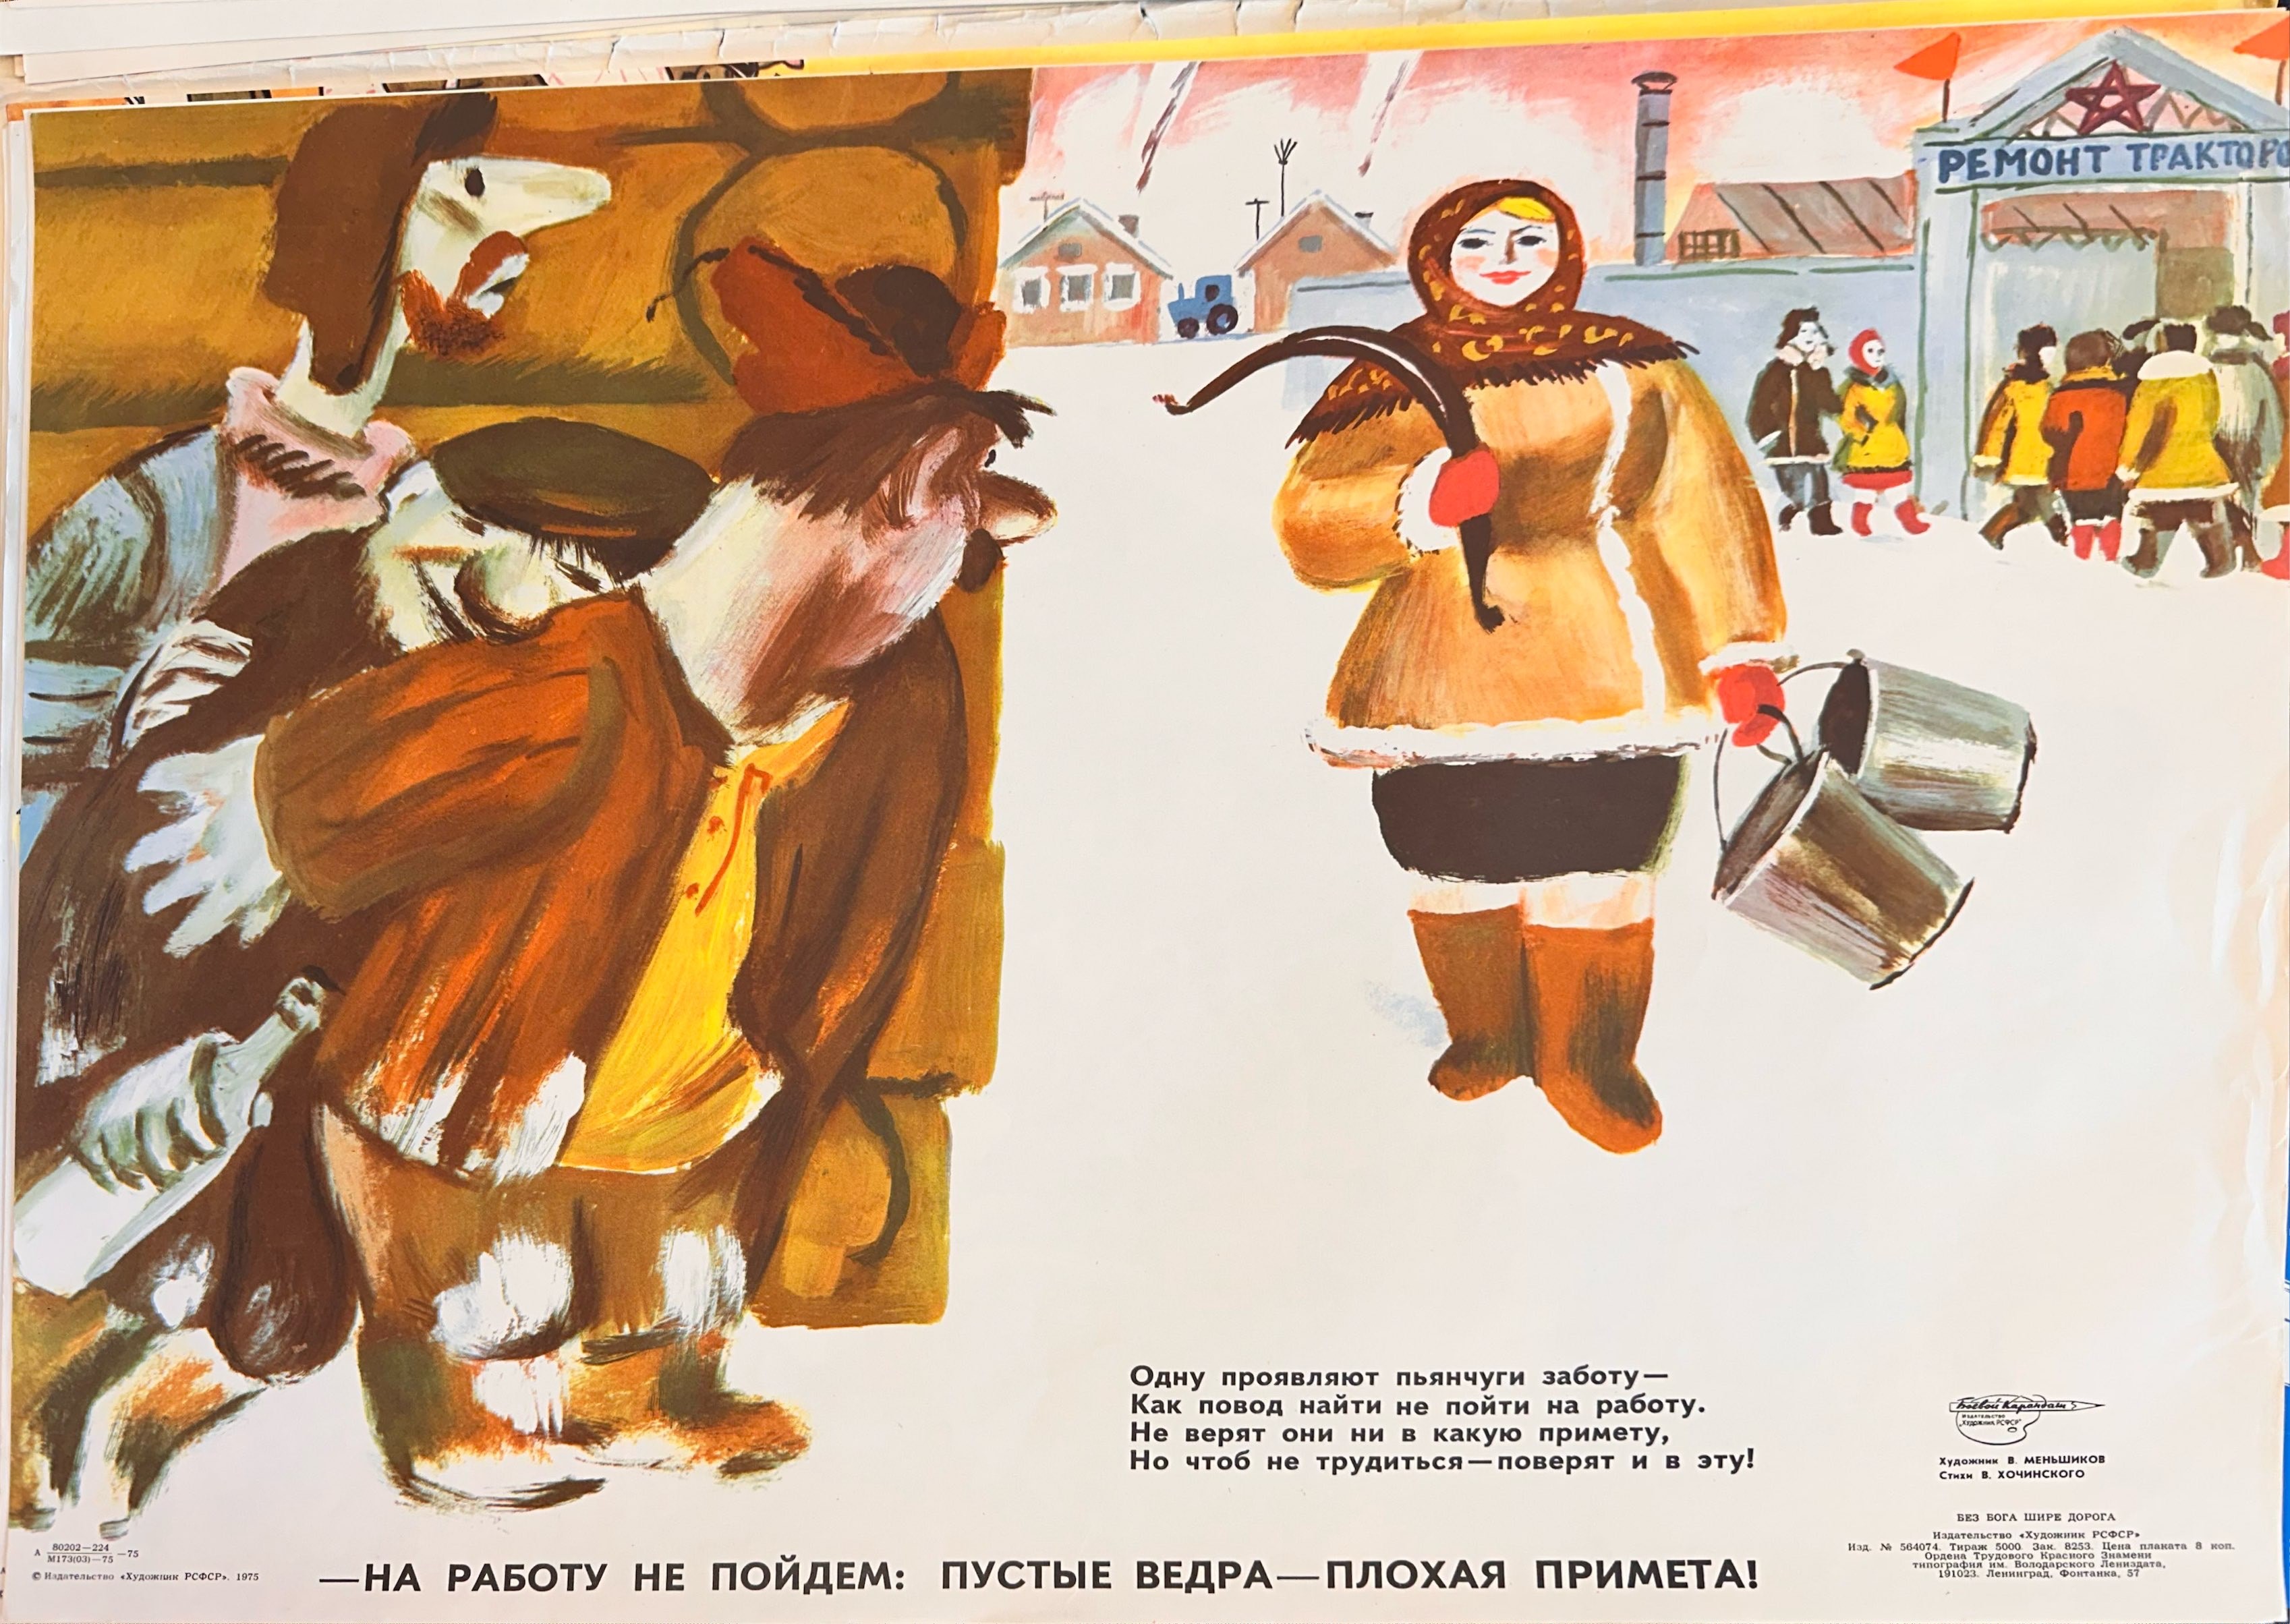 РЕМОНТ ТРАКТОРО
Одну проявляют пьянчуги заботу—
Как повод найти не пойти на работу.
Не верят они ни в какую примету,
Но чтоб не трудиться—поверят и в эту!
Боевой Карандаш
Издательство
"Художник РСФСР"
Художник В. МЕНЬШИКОВ
Стихи В. ХОЧИНСКОГО
БЕЗ БОГА ШИРЕ ДОРОГА
Издательство «Художник РСФСР»
Изд. № 564074. Тираж 5000. Зак. 8253. Цена плаката 8 коп.
Ордена Трудового Красного Знамени
типография им. Володарского Лениздата,
191023. Ленинград, Фонтанка, 57
А 80202—224
М173(03)—75 —75
© Издательство «Художник РСФСР». 1975
—НА РАБОТУ НЕ ПОЙДЕМ: ПУСТЫЕ ВЕДРА—ПЛОХАЯ ПРИМЕТА!